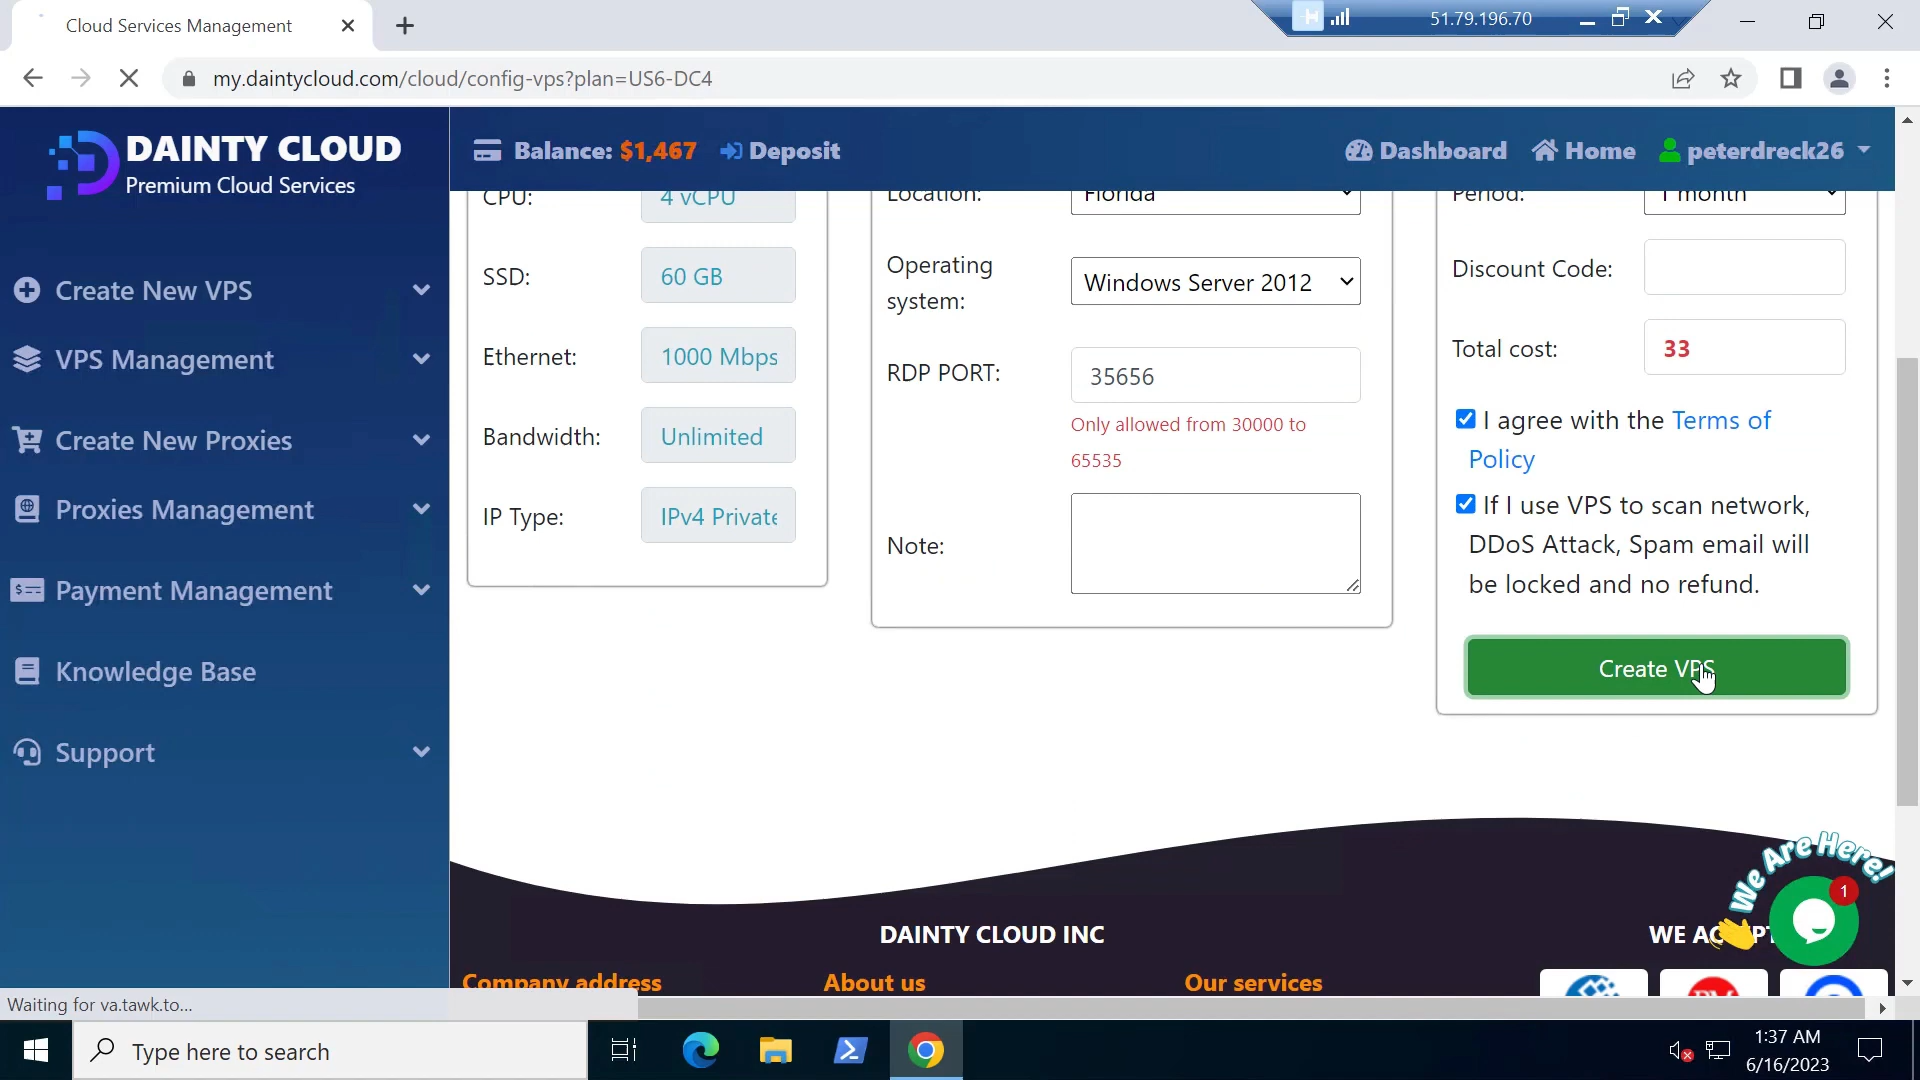 Cloud Services Management
51.79.196.70
my.daintycloud.com/cloud/config-vps?plan=US6-DC4
DAINTY CLOUD
Premium Cloud Services
Balance: $1,467
Deposit
Dashboard
Home
peterdreck26
Create New VPS
VPS Management
Create New Proxies
Proxies Management
Payment Management
Knowledge Base
Support
CPU:
4 vCPU
SSD:
60 GB
Ethernet:
1000 Mbps
Bandwidth:
Unlimited
IP Type:
IPv4 Private
Location:
Florida
Operating
system:
Windows Server 2012
RDP PORT:
35656
Only allowed from 30000 to
65535
Note:
Period:
1 month
Discount Code:
Total cost:
33
I agree with the Terms of
Policy
If I use VPS to scan network,
DDoS Attack, Spam email will
be locked and no refund.
Create VPS
We Are Here!
1
DAINTY CLOUD INC
WE
Company address
About us
Our services
Waiting for va.tawk.to...
Type here to search
1:37 AM
6/16/2023